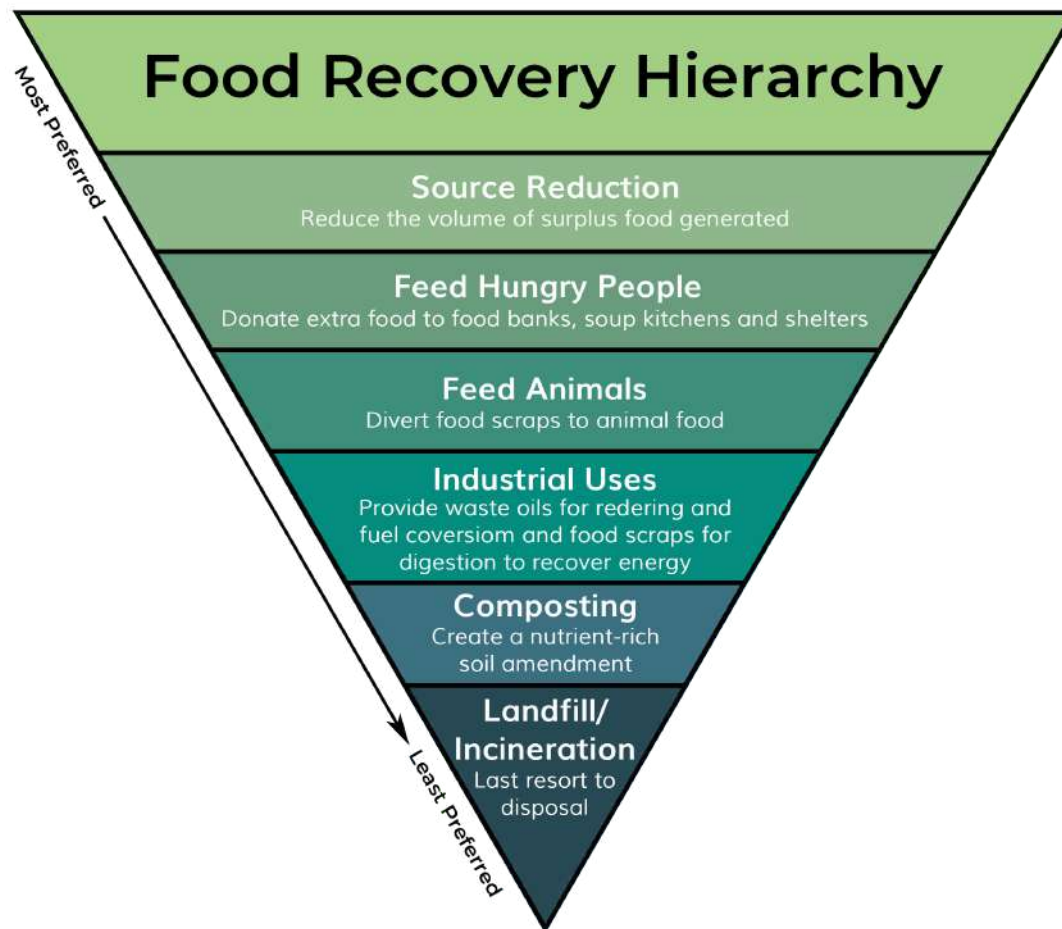 Food Recovery Hierarchy
Most Preferred
Source Reduction
Reduce the volume of surplus food generated
Feed Hungry People
Donate extra food to food banks, soup kitchens and shelters
Feed Animals
Divert food scraps to animal food
Industrial Uses
Provide waste oils for redering and
fuel coversiom and food scraps for
digestion to recover energy
Composting
Create a nutrient-rich
soil amendment
Landfill/
Incineration
Last resort to
disposal
Least Preferred